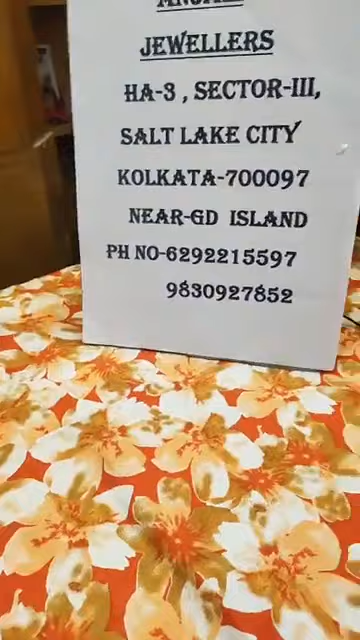 JEWELLERS
HA-3 , SECTOR-III,
SALT LAKE CITY
KOLKATA-700097
NEAR-GD ISLAND
PH NO-6292215597
9830927852